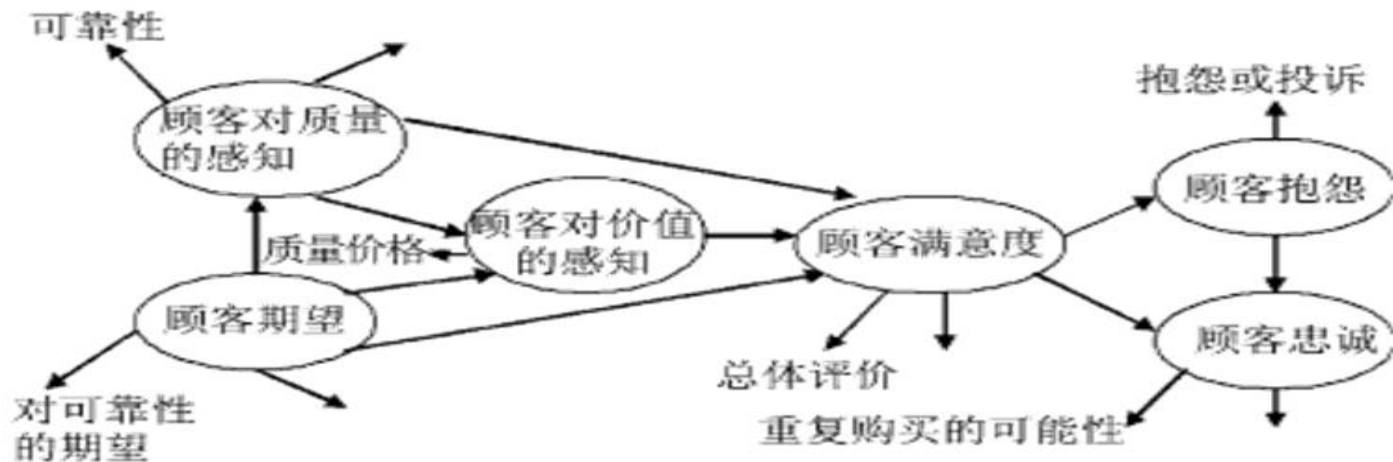 可靠性
抱怨或投诉
顾客对质量
的感知
顾客抱怨
顾客对价值
的感知
质量价格
顾客满意度
顾客期望
顾客忠诚
总体评价
对可靠性
的期望
重复购买的可能性